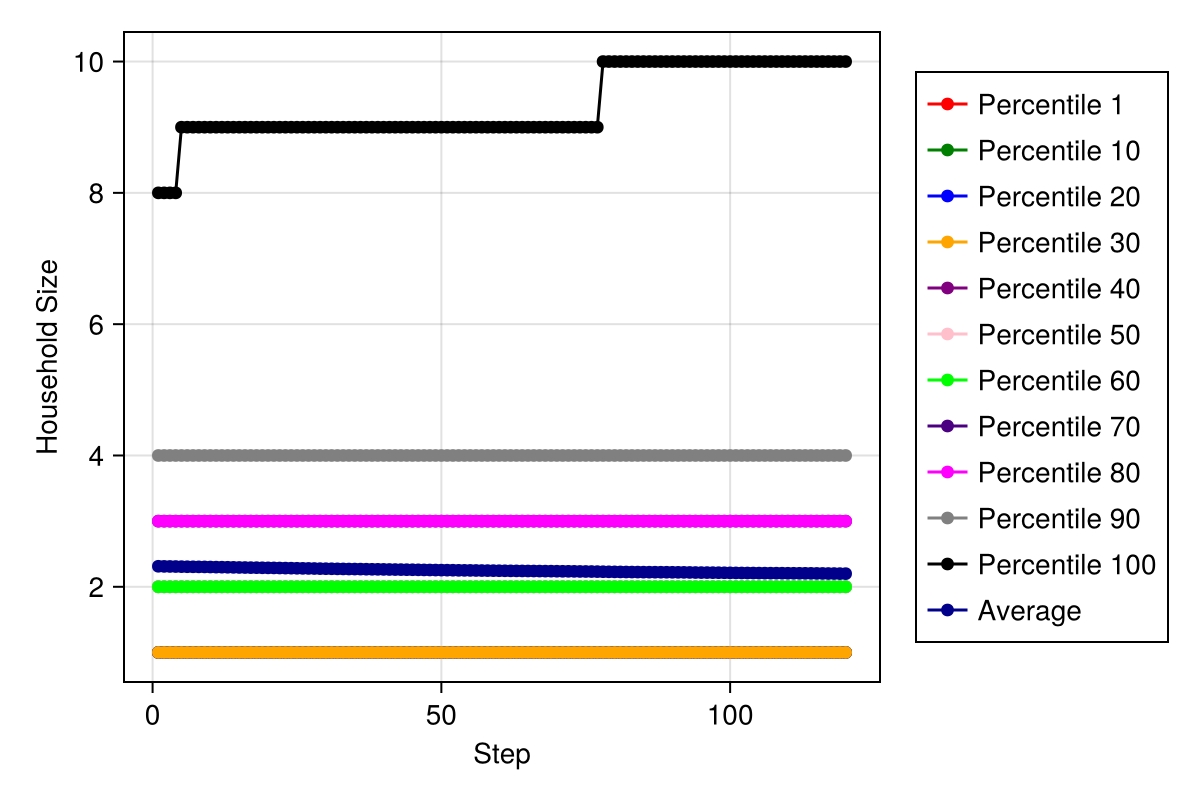 10
8
6
4
2
Household Size
0
50
100
Step
Percentile 1
Percentile 10
Percentile 20
Percentile 30
Percentile 40
Percentile 50
Percentile 60
Percentile 70
Percentile 80
Percentile 90
Percentile 100
Average